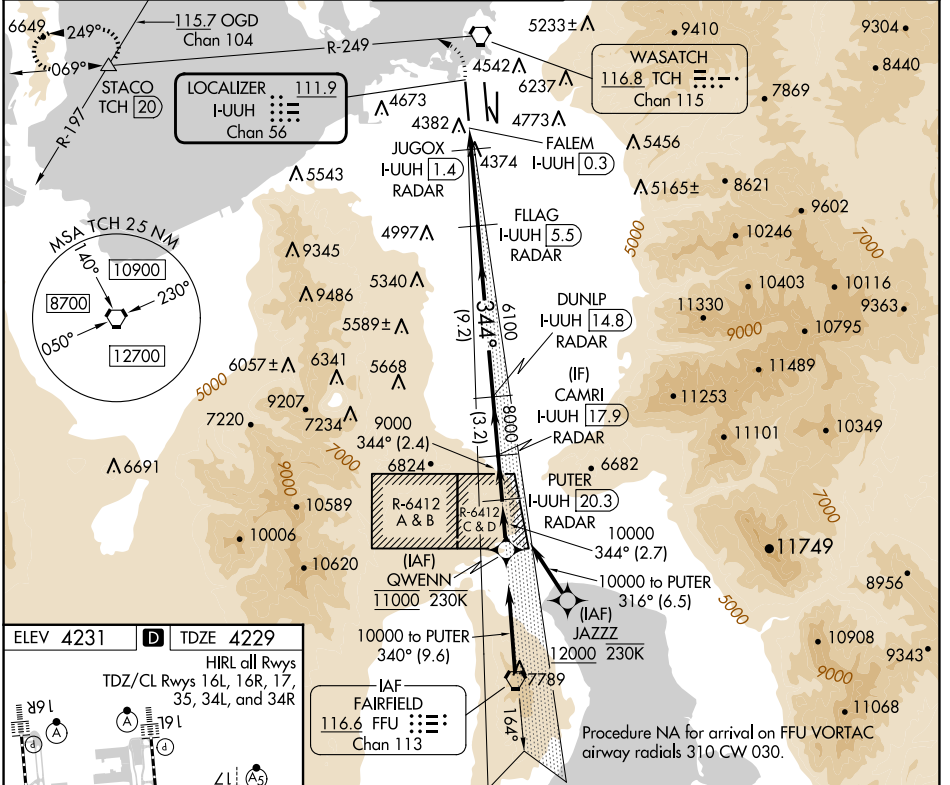 6649
249°
069°
115.7 OGD
Chan 104
R-249
STACO
TCH 20
R-197
LOCALIZER 111.9
I-UUH
Chan 56
5233±
9410
9304
WASATCH
116.8 TCH
Chan 115
8440
7869
4542
6237
4673
4382
4773
JUGOX
I-UUH 1.4
RADAR
4374
FALEM
I-UUH 0.3
5456
5543
5165±
8621
9602
MSA TCH 25 NM
140°
10900
8700
230°
050°
12700
9345
4997
FLLAG
I-UUH 5.5
RADAR
5000
10246
7000
9486
5340
5589±
344°
(9.2)
6100
DUNLP
I-UUH 14.8
RADAR
10403
10116
11330
9363
9000
10795
6057±
6341
5668
5000
9207
7220
7234
7000
(IF)
CAMRI
I-UUH 17.9
RADAR
11489
11253
11101
10349
8000
(3.2)
9000
344° (2.4)
6824
6682
6691
9000
10589
10006
10620
R-6412
A & B
R-6412
C & D
PUTER
I-UUH 20.3
RADAR
10000
344° (2.7)
7000
11749
(IAF)
QWENN
11000 230K
10000 to PUTER
316° (6.5)
(IAF)
JAZZZ
12000 230K
8956
5000
10000 to PUTER
340° (9.6)
10908
9343
9000
11068
7789
IAF
FAIRFIELD
116.6 FFU
Chan 113
164°
Procedure NA for arrival on FFU VORTAC
airway radials 310 CW 030.
ELEV 4231 D TDZE 4229
HIRL all Rwys
TDZ/CL Rwys 16L, 16R, 17,
35, 34L, and 34R
16R
A
P
A
16L
P
17
A5
N